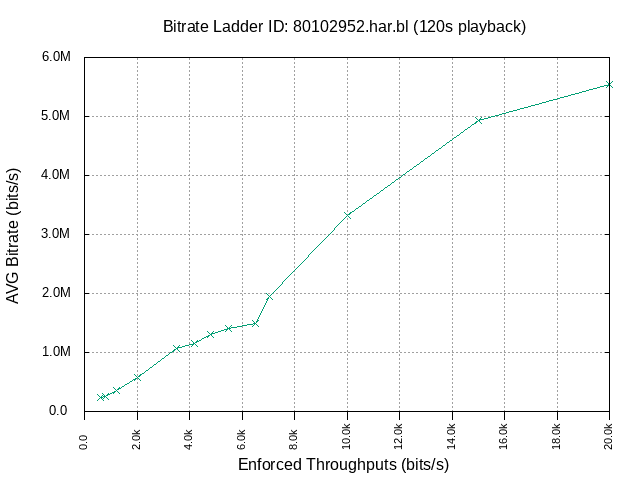 Bitrate Ladder ID: 80102952.har.bl (120s playback)
6.0M
5.0M
4.0M
3.0M
2.0M
1.0M
0.0
AVG Bitrate (bits/s)
0.0 2.0k 4.0k 6.0k 8.0k 10.0k 12.0k 14.0k 16.0k 18.0k 20.0k
Enforced Throughputs (bits/s)